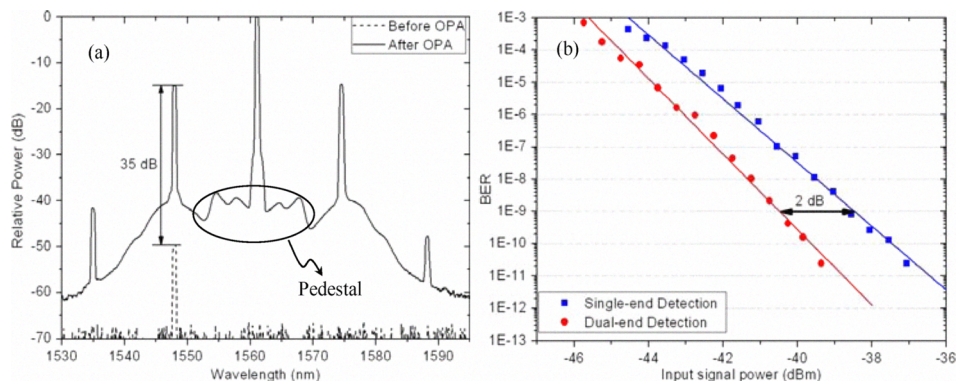 (a)
Before OPA
After OPA
35 dB
Pedestal
Relative Power (dB)
0
-10
-20
-30
-40
-50
-60
-70
1530 1540 1550 1560 1570 1580 1590
Wavelength (nm)
(b)
BER
1E-3
1E-4
1E-5
1E-6
1E-7
1E-8
1E-9
1E-10
1E-11
1E-12
1E-13
2 dB
Single-end Detection
Dual-end Detection
-46 -44 -42 -40 -38 -36
Input signal power (dBm)